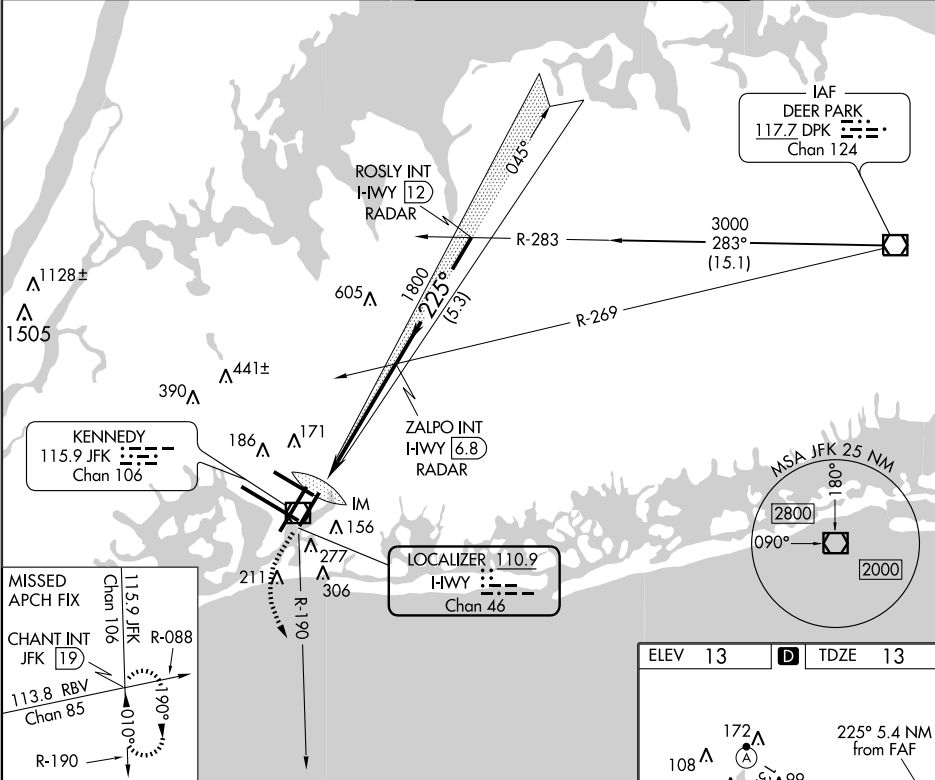 IAF
DEER PARK
117.7 DPK
Chan 124
ROSLY INT
I-IWY 12
RADAR
045°
R-283
3000
283°
(15.1)
1128±
1505
605
1800
225°
(5.3)
R-269
441±
390
ZALPO INT
I-IWY 6.8
RADAR
KENNEDY
115.9 JFK
Chan 106
186
171
IM
156
277
211
306
R-190
LOCALIZER 110.9
I-IWY
Chan 46
MSA JFK 25 NM
180°
2800
090°
2000
MISSED
APCH FIX
115.9 JFK
Chan 106
CHANT INT
JFK 19
R-088
113.8 RBV
Chan 85
190°
010°
R-190
ELEV 13
D
TDZE 13
172
A
108
225° 5.4 NM
from FAF